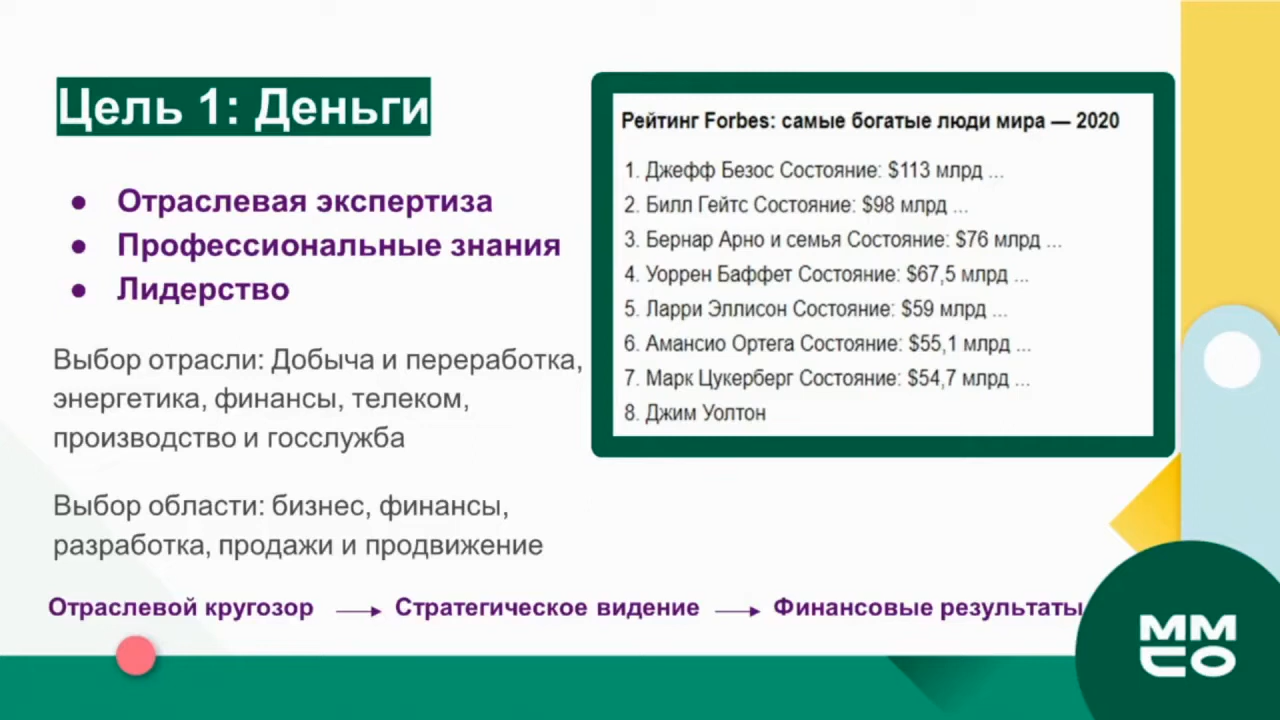 Цель 1: Деньги
● Отраслевая экспертиза
● Профессиональные знания
● Лидерство
Выбор отрасли: Добыча и переработка,
энергетика, финансы, телеком,
производство и госслужба
Выбор области: бизнес, финансы,
разработка, продажи и продвижение
Рейтинг Forbes: самые богатые люди мира — 2020
1. Джефф Безос Состояние: $113 млрд ...
2. Билл Гейтс Состояние: $98 млрд ...
3. Бернар Арно и семья Состояние: $76 млрд ...
4. Уоррен Баффет Состояние: $67,5 млрд ...
5. Ларри Эллисон Состояние: $59 млрд ...
6. Амансио Ортега Состояние: $55,1 млрд ...
7. Марк Цукерберг Состояние: $54,7 млрд ...
8. Джим Уолтон
Отраслевой кругозор → Стратегическое видение → Финансовые результаты
ММ
СО